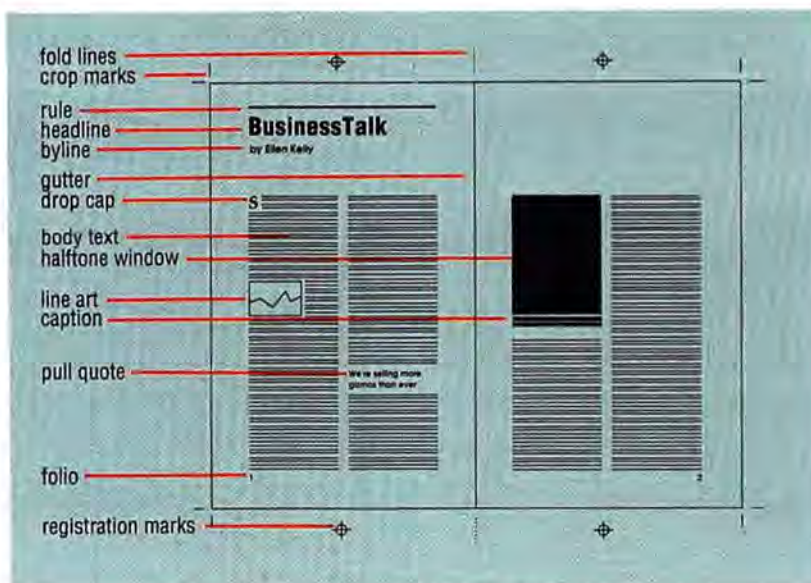 fold lines
crop marks
rule
headline
byline
gutter
drop cap
body text
halftone window
line art
caption
pull quote
folio
registration marks
BusinessTalk
by Ellen Kelly
S
We're selling more
gizmos than ever
1
2